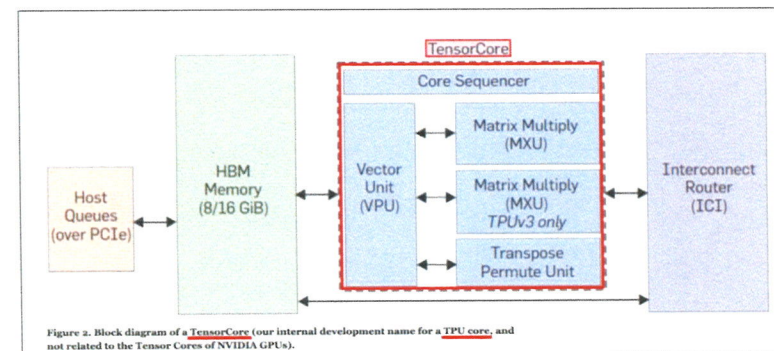 TensorCore
Core Sequencer
Host
Queues
(over PCIe)
HBM
Memory
(8/16 GiB)
Vector
Unit
(VPU)
Matrix Multiply
(MXU)
Matrix Multiply
(MXU)
TPUv3 only
Transpose
Permute Unit
Interconnect
Router
(ICI)
Figure 2. Block diagram of a TensorCore (our internal development name for a TPU core, and
not related to the Tensor Cores of NVIDIA GPUs).